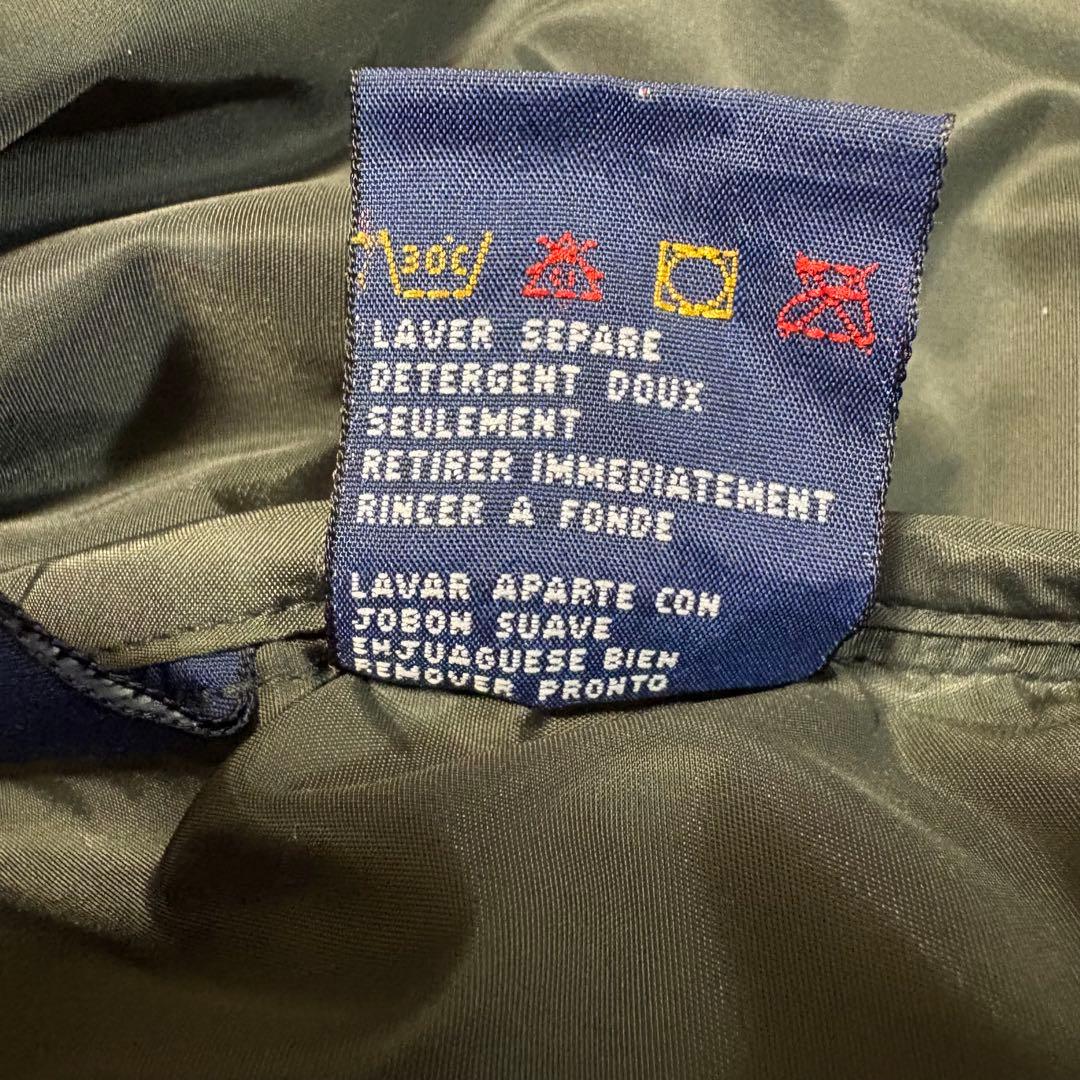 30°C CL
LAVER SEPARE
DETERGENT DOUX
SEULEMENT
RETIRER IMMEDIATEMENT
RINCER A FONDE
LAVAR APARTE CON
JOBON SUAVE
ENJUAGUESE BIEN
REMOVER PRONTO